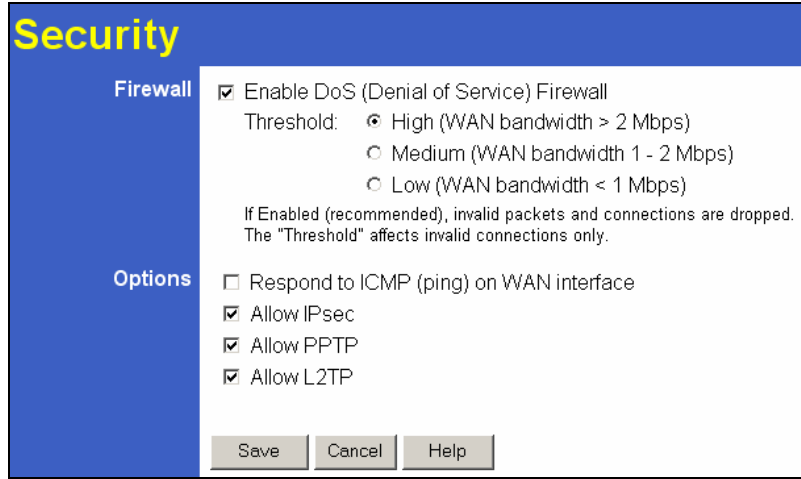 Security
Firewall
Enable DoS (Denial of Service) Firewall
Threshold: High (WAN bandwidth > 2 Mbps)
Medium (WAN bandwidth 1 - 2 Mbps)
Low (WAN bandwidth < 1 Mbps)
If Enabled (recommended), invalid packets and connections are dropped.
The "Threshold" affects invalid connections only.
Options
Respond to ICMP (ping) on WAN interface
Allow IPsec
Allow PPTP
Allow L2TP
Save Cancel Help